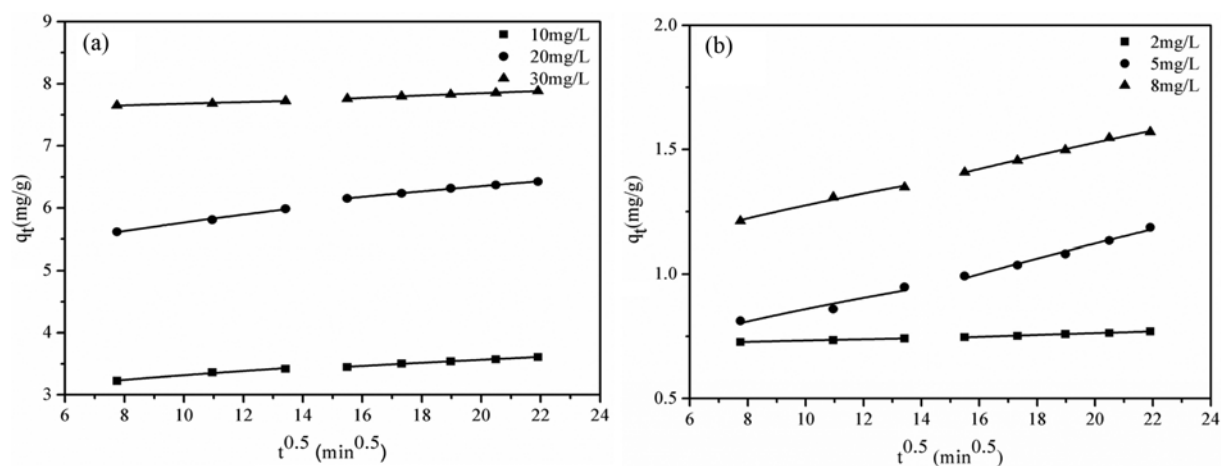 (a)
10mg/L
20mg/L
30mg/L
9
8
7
6
5
4
3
q_t(mg/g)
6 8 10 12 14 16 18 20 22 24
t^0.5 (min^0.5)
(b)
2mg/L
5mg/L
8mg/L
2.0
1.5
1.0
0.5
q_t(mg/g)
6 8 10 12 14 16 18 20 22 24
t^0.5 (min^0.5)